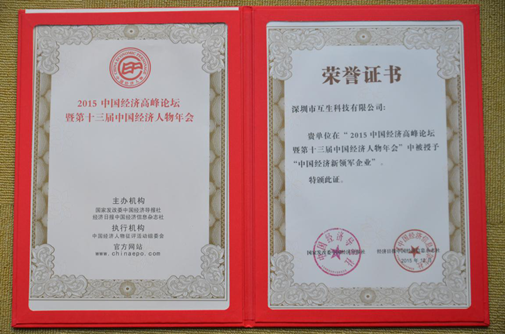 2015 中国经济高峰论坛
暨第十三届中国经济人物年会
主办机构
国家发改委中国经济导报社
经济日报中国经济信息杂志社
执行机构
中国经济人物征评活动组委会
官方网站
www.chinaepo.com
荣誉证书
深圳市互生科技有限公司：
贵单位在“2015 中国经济高峰论坛
暨第十三届中国经济人物年会”中被授予
“中国经济新领军企业”．
特颁此证。